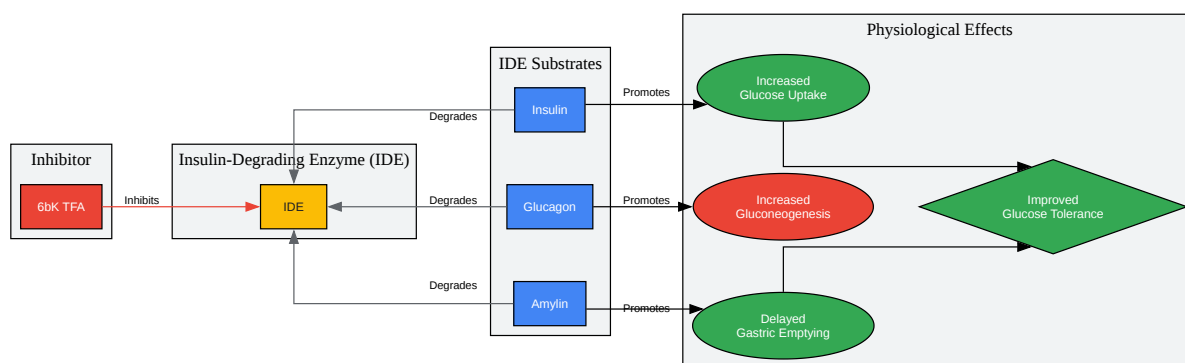 Inhibitor
6bK TFA
Inhibits
Insulin-Degrading Enzyme (IDE)
IDE
Degrades
Degrades
Degrades
IDE Substrates
Insulin
Glucagon
Amylin
Promotes
Promotes
Promotes
Physiological Effects
Increased
Glucose Uptake
Increased
Gluconeogenesis
Delayed
Gastric Emptying
Improved
Glucose Tolerance